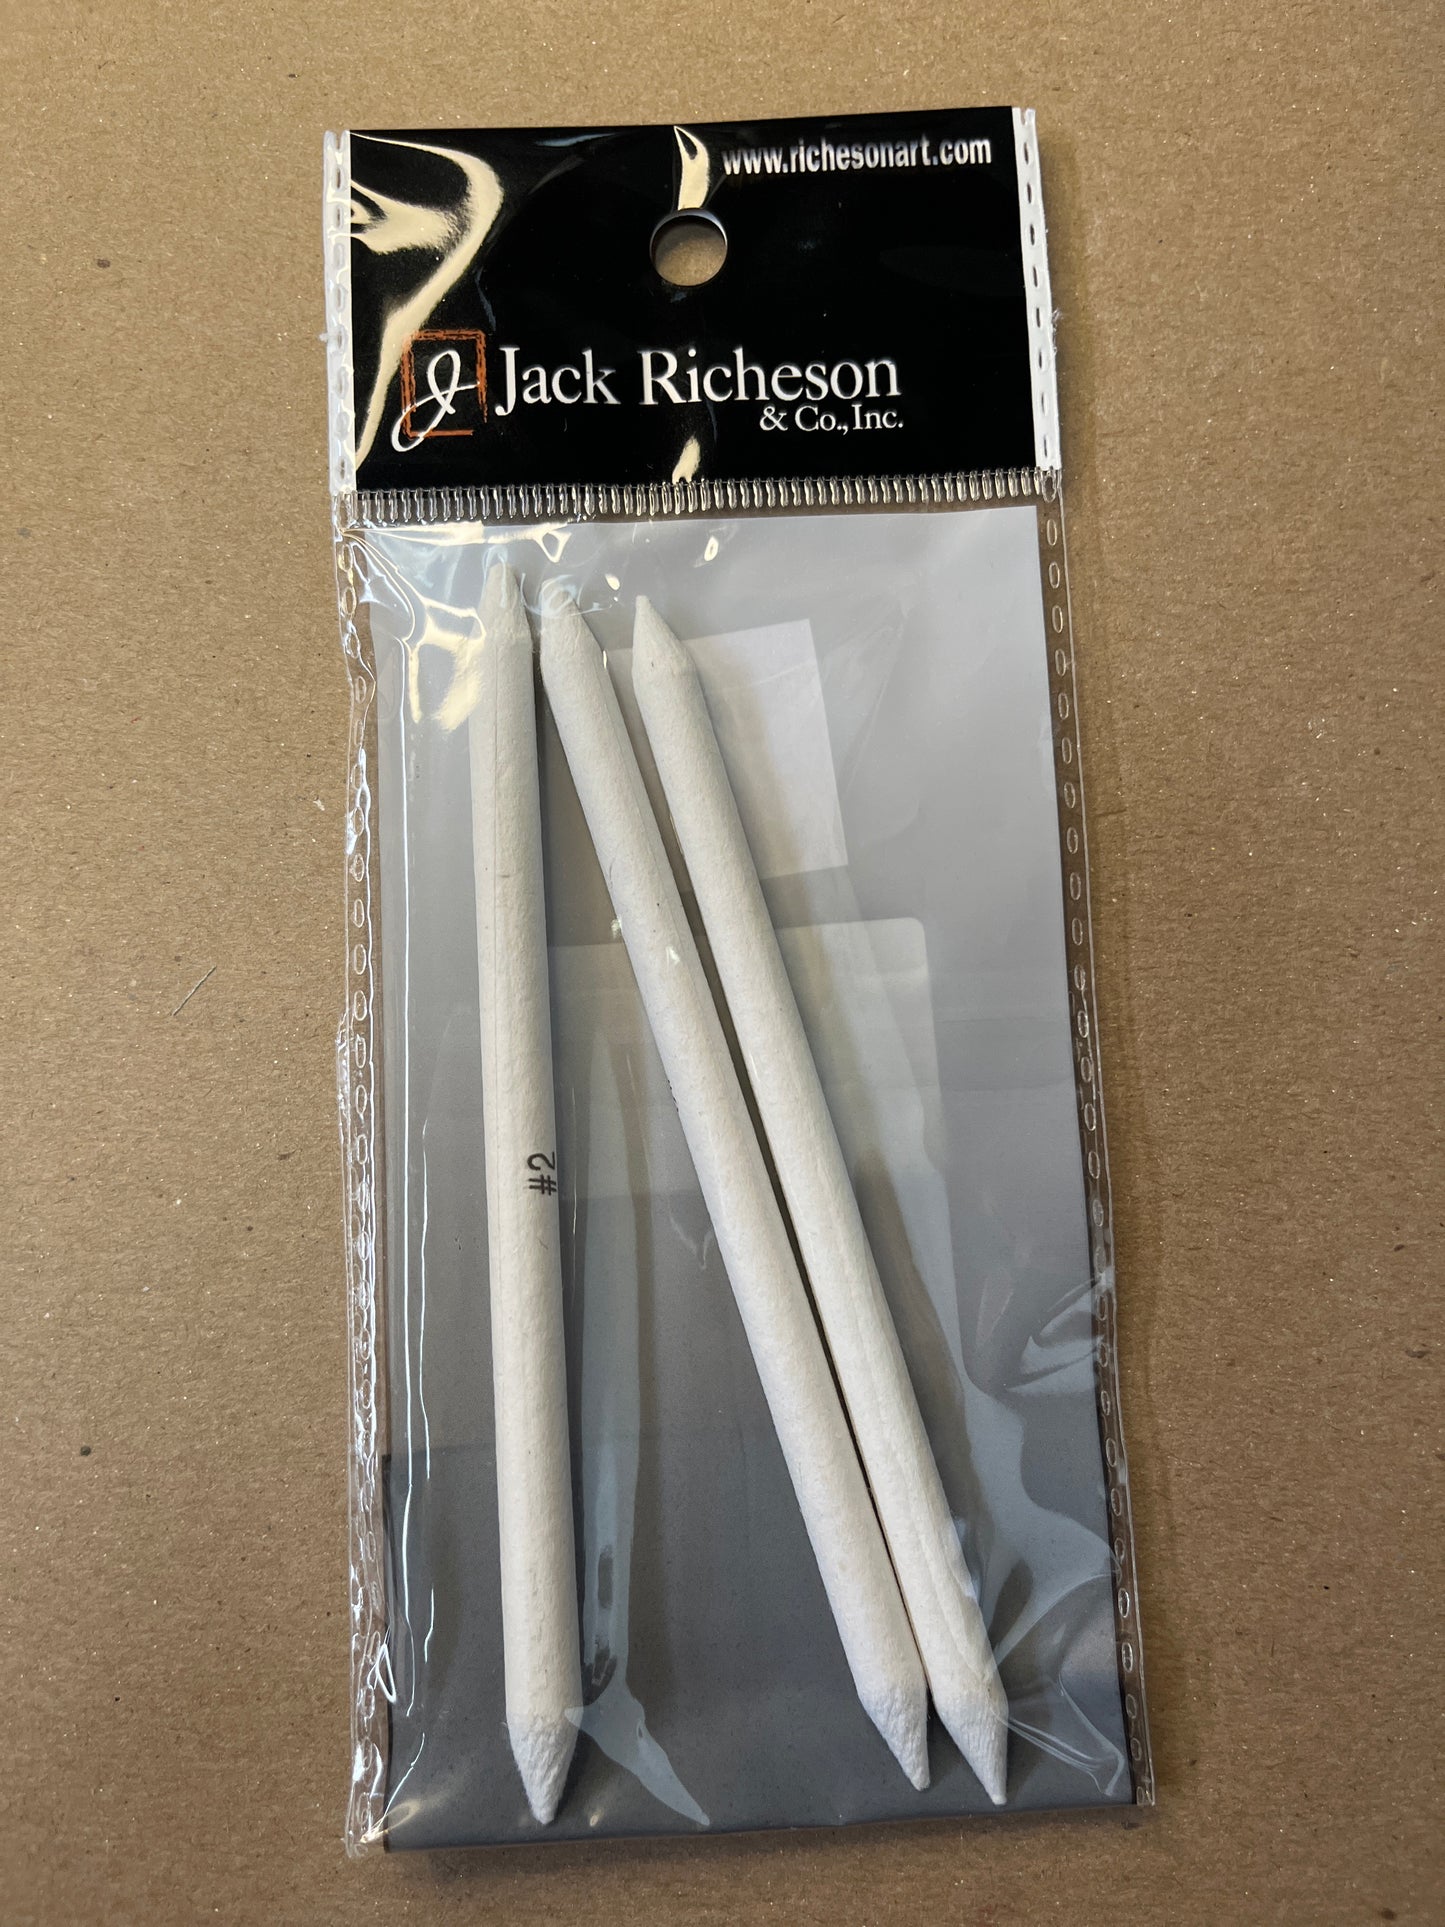 www.richesonart.com
Jack Richeson
& Co., Inc.
#2